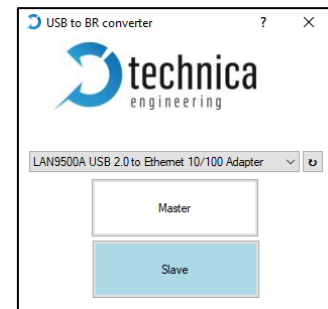 USB to BR converter ? ×
technica
engineering
LAN9500A USB 2.0 to Ethernet 10/100 Adapter
Master
Slave